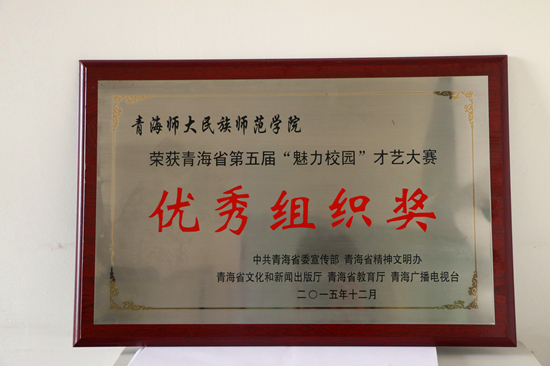 青海师大民族师范学院
荣获青海省第五届“魅力校园”才艺大赛
优秀组织奖
中共青海省委宣传部 青海省精神文明办
青海省文化和新闻出版厅 青海省教育厅 青海广播电视台
二〇一五年十二月